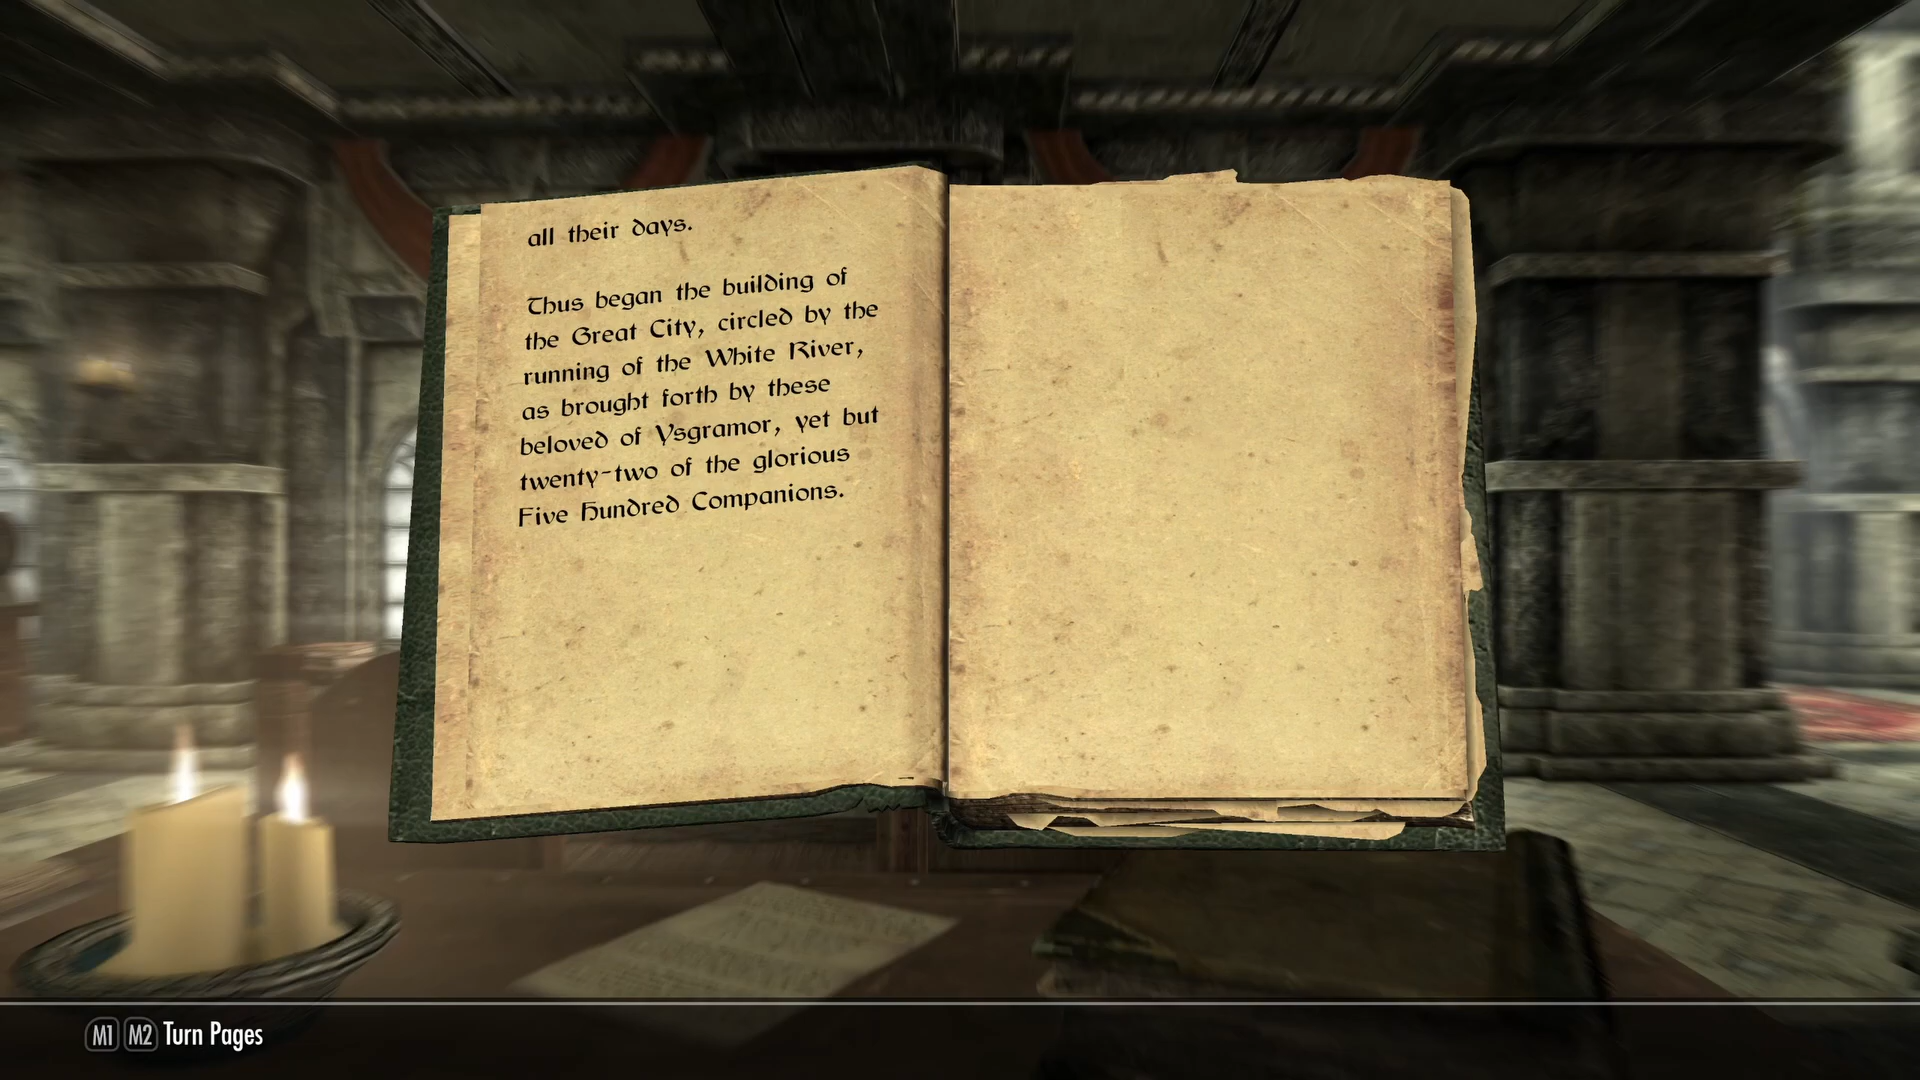 all their days.
Thus began the building of
the Great City, circled by the
running of the White River,
as brought forth by these
beloved of Ysgramor, yet but
twenty-two of the glorious
Five Hundred Companions.
M1 M2 Turn Pages